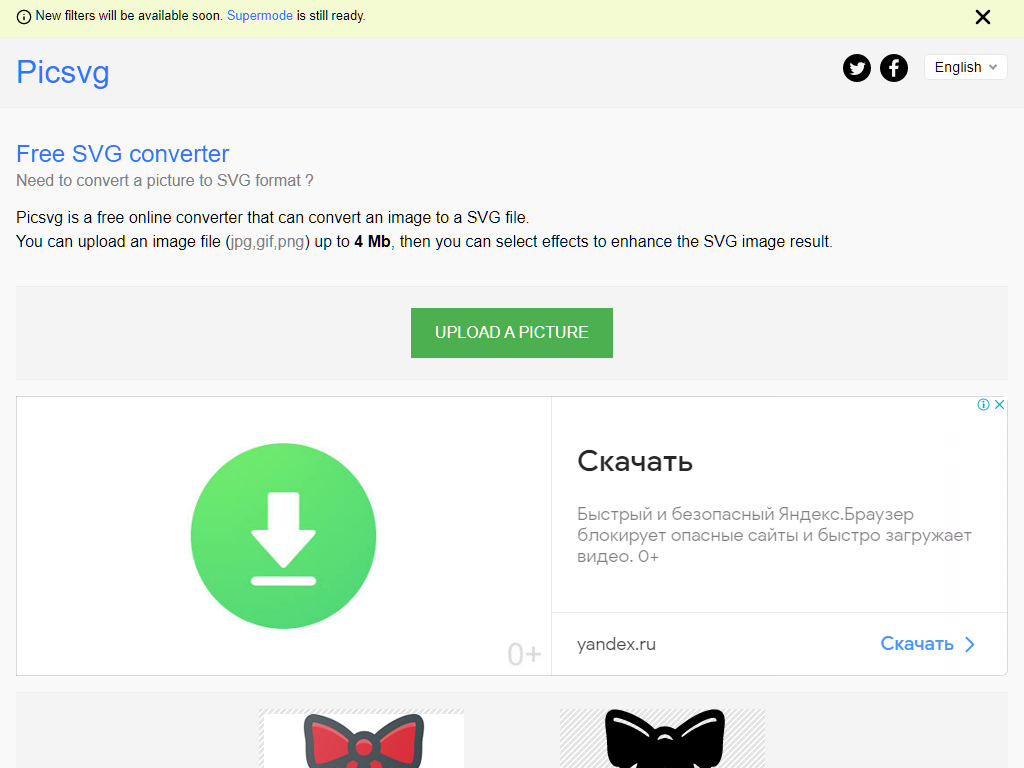 New filters will be available soon. Supermode is still ready.
Picsvg
English
Free SVG converter
Need to convert a picture to SVG format ?
Picsvg is a free online converter that can convert an image to a SVG file.
You can upload an image file (jpg,gif,png) up to 4 Mb, then you can select effects to enhance the SVG image result.
UPLOAD A PICTURE
0+
Скачать
Быстрый и безопасный Яндекс.Браузер
блокирует опасные сайты и быстро загружает
видео. 0+
yandex.ru
Скачать